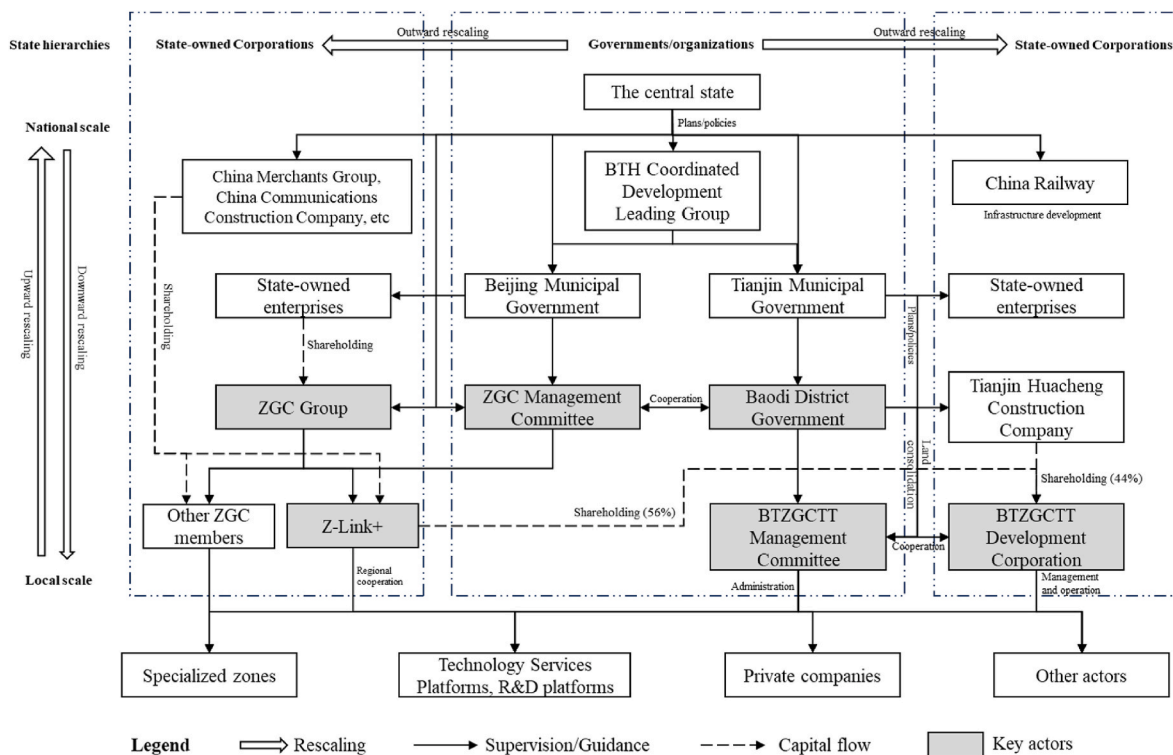 Outward rescaling
Outward rescaling
State hierarchies
State-owned Corporations
Governments/organizations
State-owned Corporations
The central state
National scale
Plans/policies
China Merchants Group,
China Communications
Construction Company, etc
BTH Coordinated
Development
Leading Group
China Railway
Infrastructure development
Upward rescaling
Downward rescaling
Shareholding
State-owned
enterprises
Beijing Municipal
Government
Tianjin Municipal
Government
State-owned
enterprises
Plans/policies
Shareholding
ZGC Group
ZGC Management
Committee
Cooperation
Baodi District
Government
Tianjin Huacheng
Construction
Company
Land
consolidation
Shareholding (44%)
Other ZGC
members
Z-Link+
Shareholding (56%)
BTZGCTT
Management
Committee
Cooperation
BTZGCTT
Development
Corporation
Local scale
Regional
cooperation
Administration
Management
and operation
Specialized zones
Technology Services
Platforms, R&D platforms
Private companies
Other actors
Legend
Rescaling
Supervision/Guidance
Capital flow
Key actors